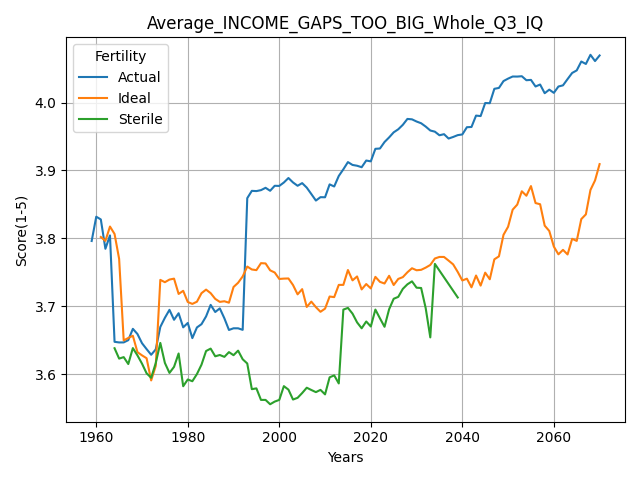 Average_INCOME_GAPS_TOO_BIG_Whole_Q3_IQ
Fertility
Actual
Ideal
Sterile
Score(1-5)
4.0
3.9
3.8
3.7
3.6
1960 1980 2000 2020 2040 2060
Years